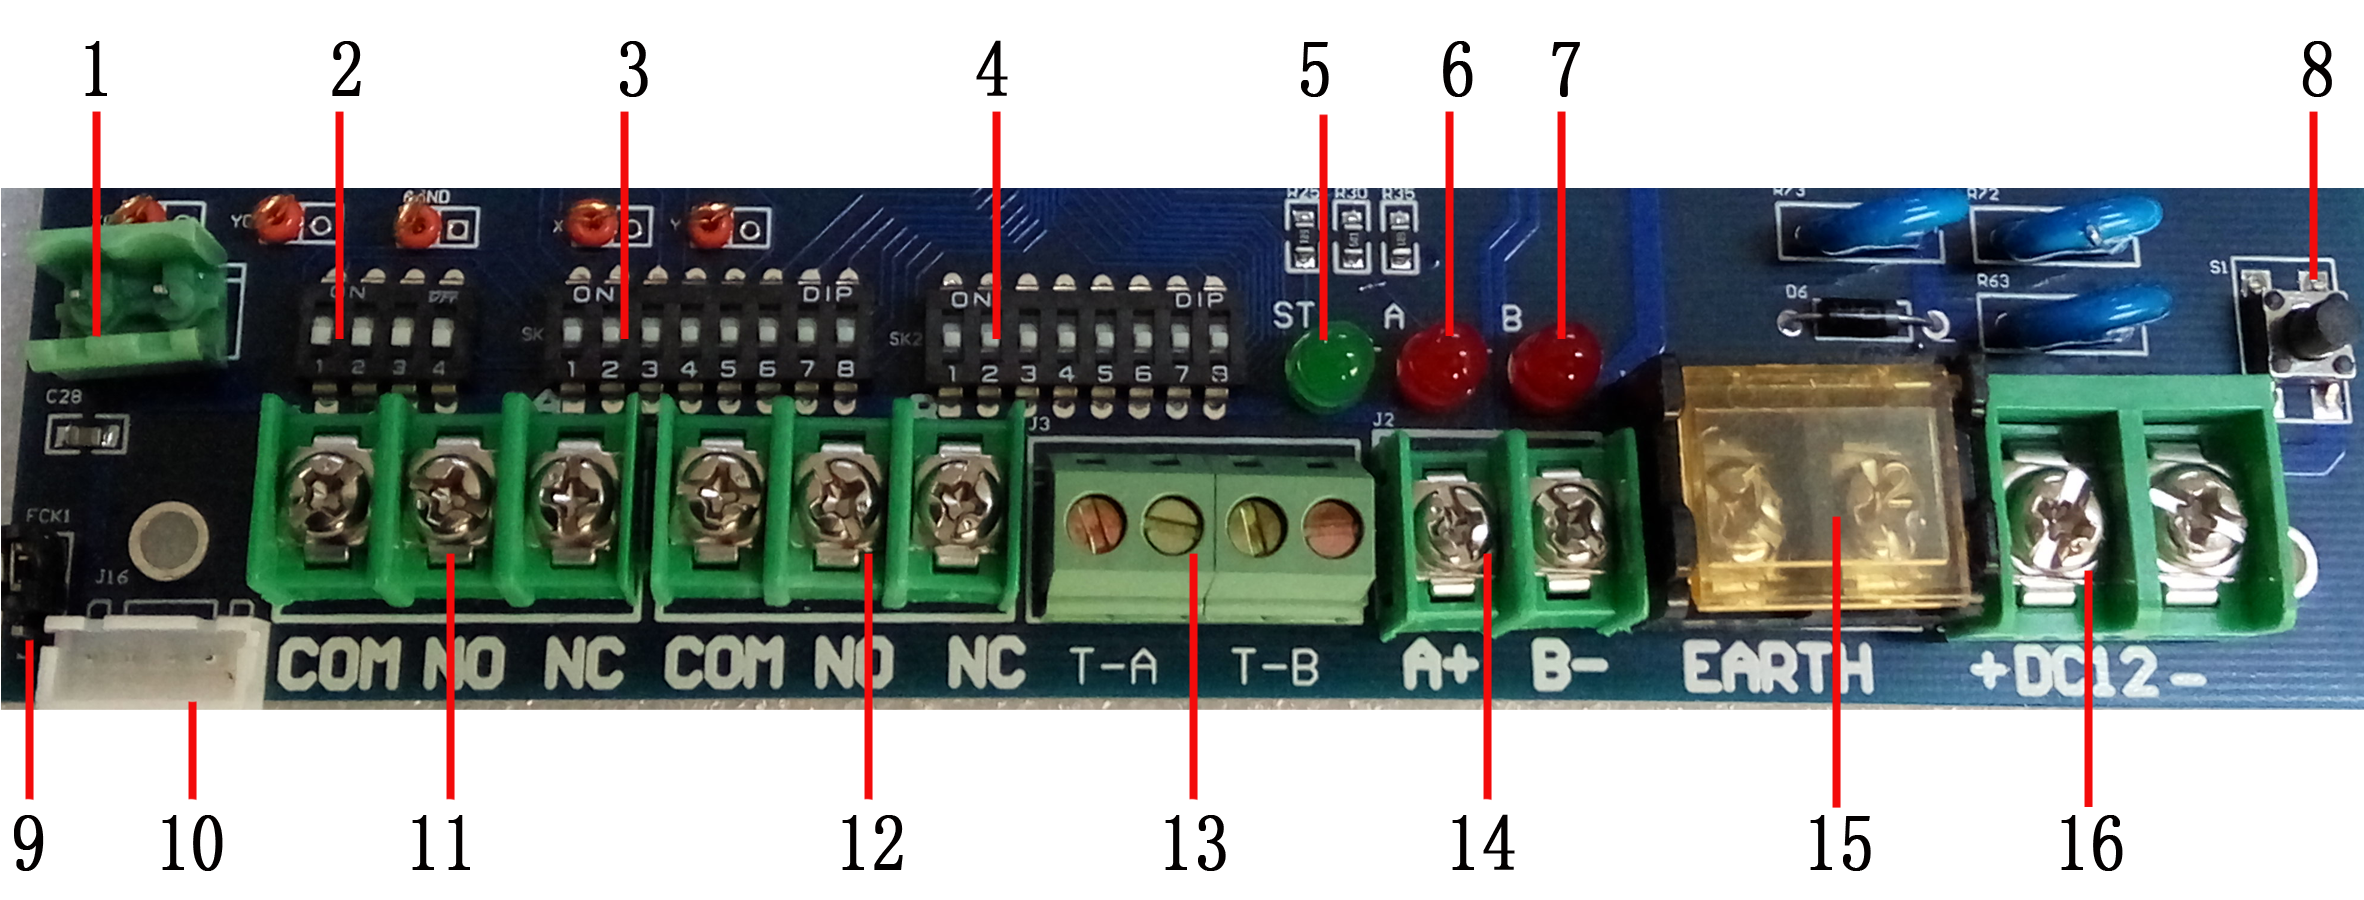 1 2 3 4 5 6 7 8
GND
R25 R30 R35
R73 R72
YC X Y
S1
D6 R63
ON
ON DIP
ON DIP
ST A B
SK SK2
1 2 3 4
1 2 3 4 5 6 7 8
1 2 3 4 5 6 7 8
C28
J3 J2
FCK1
J16
COM NO NC COM NO NC T-A T-B A+ B- EARTH +DC12-
9 10 11 12 13 14 15 16